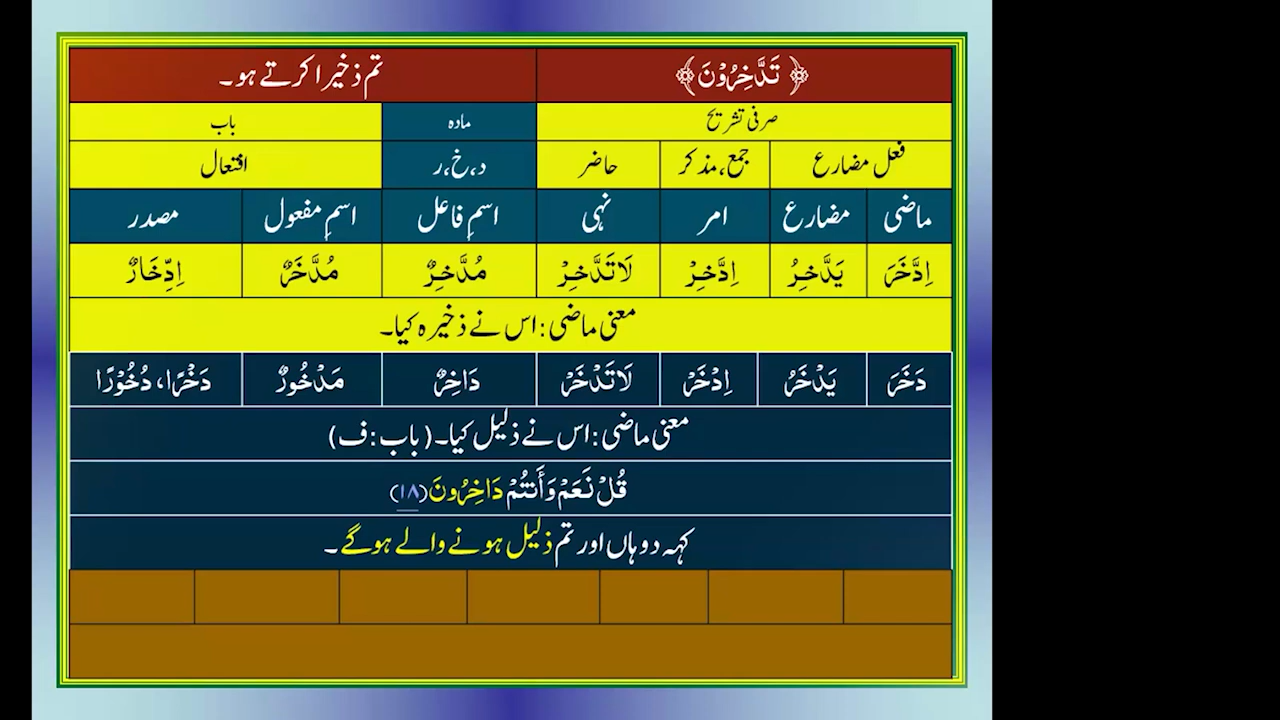 ﴿تَدَّخِرُوْنَ﴾ تم ذخیرا کرتے ہو۔
صرفی تشریح مادہ باب
فعل مضارع جمع،مذکر حاضر د،خ،ر افتعال
ماضی مضارع امر نہی اسمِ فاعل اسمِ مفعول مصدر
اِدَّخَرَ یَدَّخِرُ اِدَّخِرْ لَاتَدَّخِرْ مُدَّخِرٌ مُدَّخَرٌ اِدِّخَارٌ
معنی ماضی: اس نے ذخیرہ کیا۔
دَخَرَ یَدْخَرُ اِدْخَرْ لَاتَدْخَرْ دَاخِرٌ مَدْخُورٌ دَخْرًا، دُخُوْرًا
معنی ماضی: اس نے ذلیل کیا۔ (باب: ف)
قُلْ نَعَمْ وَأَنتُمْ دَاخِرُونَ (۱۸)
کہہ دو ہاں اور تم ذلیل ہونے والے ہوگے۔